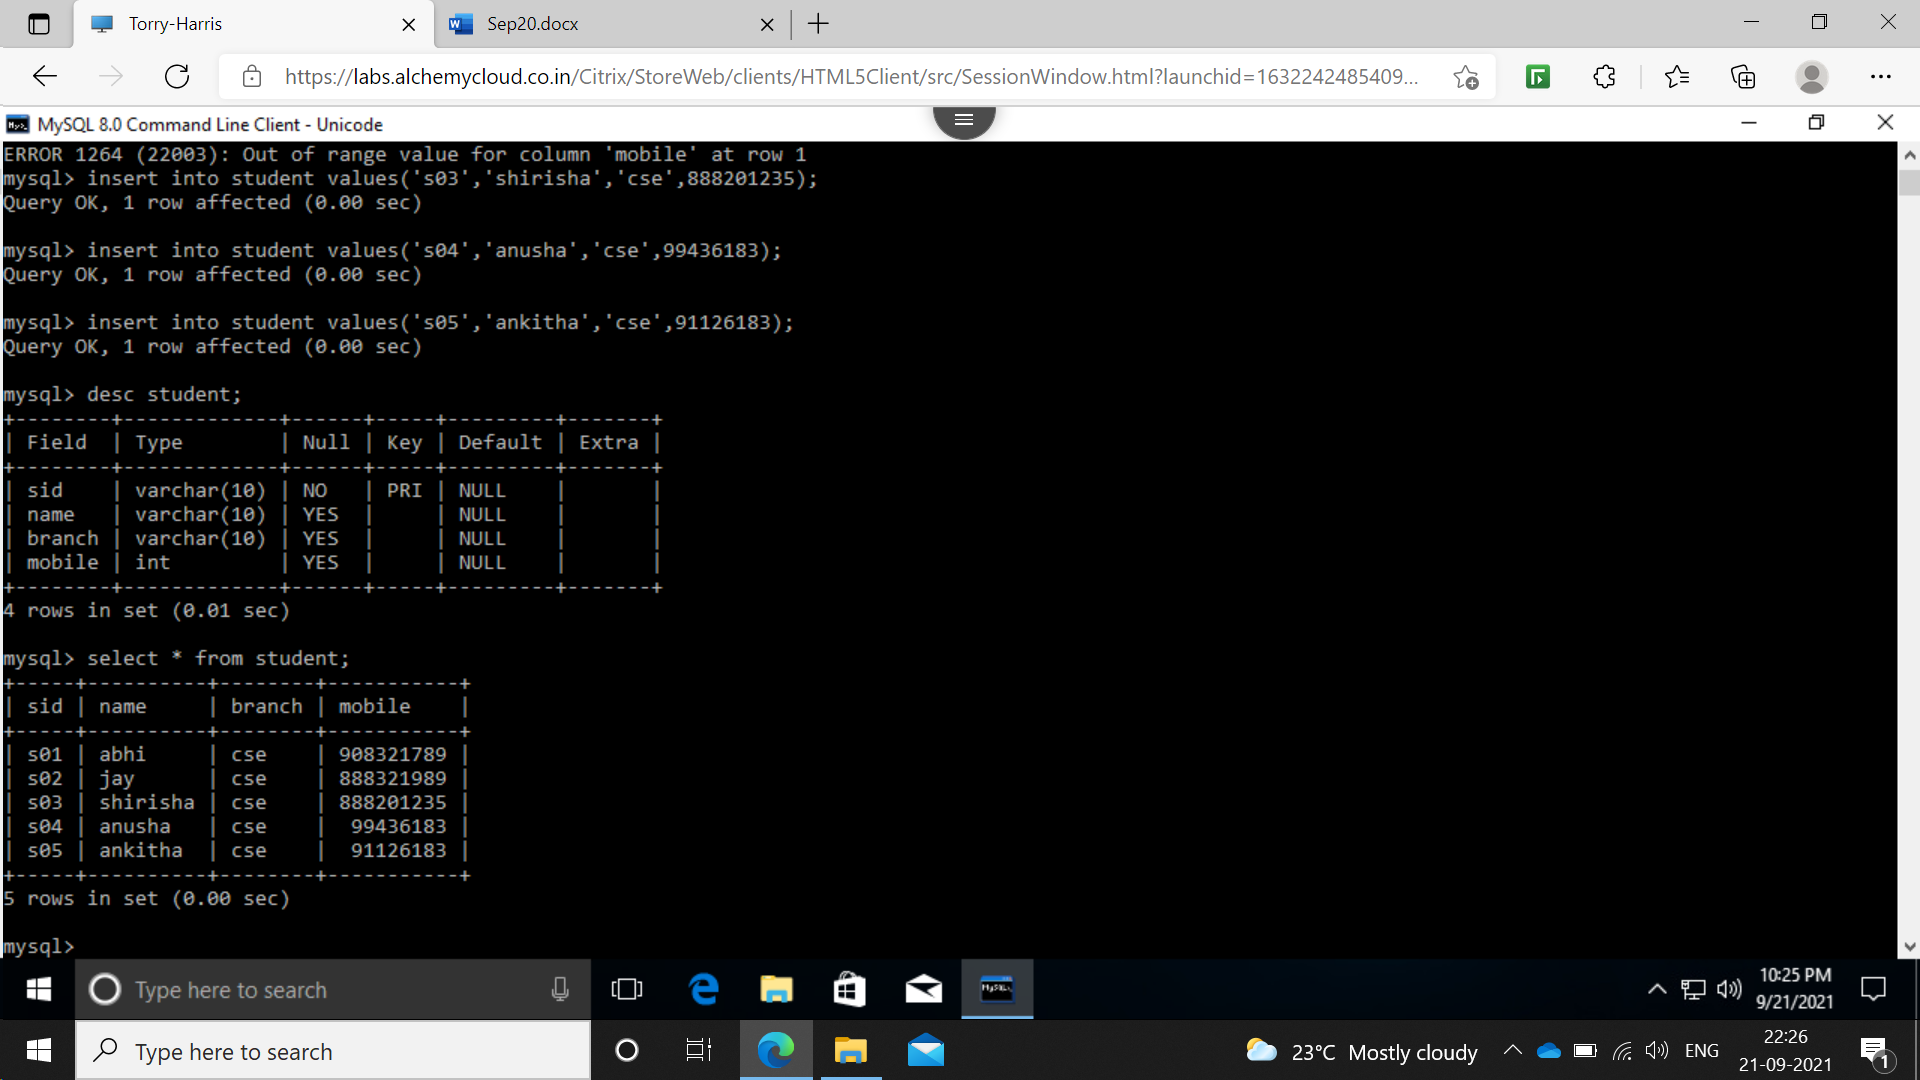 Torry-Harris
Sep20.docx
https://labs.alchemycloud.co.in/Citrix/StoreWeb/clients/HTML5Client/src/SessionWindow.html?launchid=1632242485409...
MySQL 8.0 Command Line Client - Unicode
ERROR 1264 (22003): Out of range value for column 'mobile' at row 1
mysql> insert into student values('s03','shirisha','cse',888201235);
Query OK, 1 row affected (0.00 sec)
mysql> insert into student values('s04','anusha','cse',99436183);
Query OK, 1 row affected (0.00 sec)
mysql> insert into student values('s05','ankitha','cse',91126183);
Query OK, 1 row affected (0.00 sec)
mysql> desc student;
+--------+-------------+------+-----+---------+-------+
| Field  | Type        | Null | Key | Default | Extra |
+--------+-------------+------+-----+---------+-------+
| sid    | varchar(10) | NO   | PRI | NULL    |       |
| name   | varchar(10) | YES  |     | NULL    |       |
| branch | varchar(10) | YES  |     | NULL    |       |
| mobile | int         | YES  |     | NULL    |       |
+--------+-------------+------+-----+---------+-------+
4 rows in set (0.01 sec)
mysql> select * from student;
+-----+----------+--------+-----------+
| sid | name     | branch | mobile    |
+-----+----------+--------+-----------+
| s01 | abhi     | cse    | 908321789 |
| s02 | jay      | cse    | 888321989 |
| s03 | shirisha | cse    | 888201235 |
| s04 | anusha   | cse    |  99436183 |
| s05 | ankitha  | cse    |  91126183 |
+-----+----------+--------+-----------+
5 rows in set (0.00 sec)
mysql>
Type here to search
10:25 PM
9/21/2021
Type here to search
23°C Mostly cloudy
ENG
22:26
21-09-2021
1